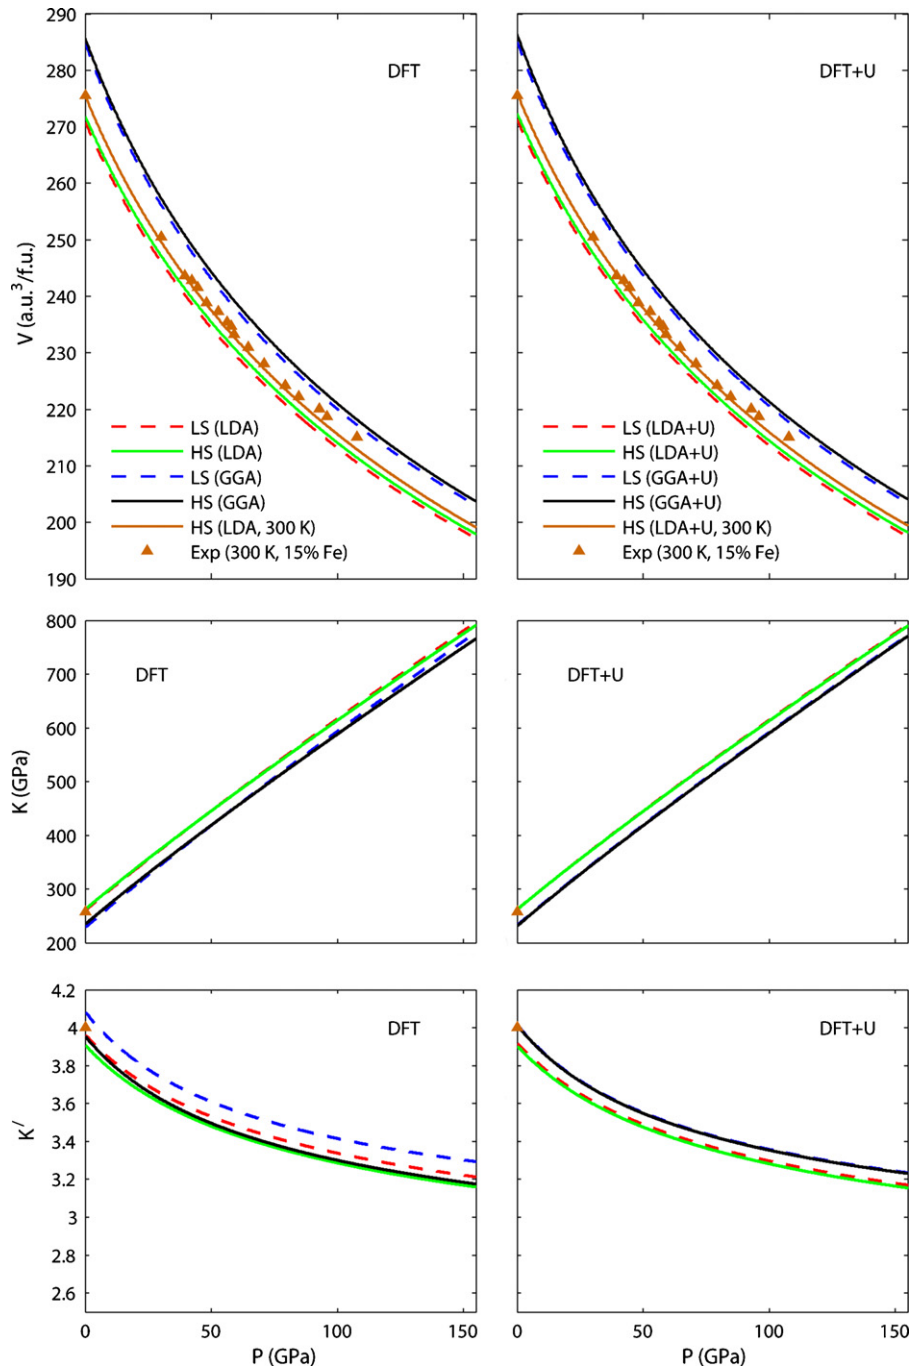 290
280
270
260
250
240
230
220
210
200
190
V (a.u.³/f.u.)
DFT
LS (LDA)
HS (LDA)
LS (GGA)
HS (GGA)
HS (LDA, 300 K)
Exp (300 K, 15% Fe)
DFT+U
LS (LDA+U)
HS (LDA+U)
LS (GGA+U)
HS (GGA+U)
HS (LDA+U, 300 K)
Exp (300 K, 15% Fe)
800
700
600
500
400
300
200
K (GPa)
DFT
DFT+U
4.2
4
3.8
3.6
3.4
3.2
3
2.8
2.6
K′
DFT
DFT+U
0 50 100 150
0 50 100 150
P (GPa)
P (GPa)